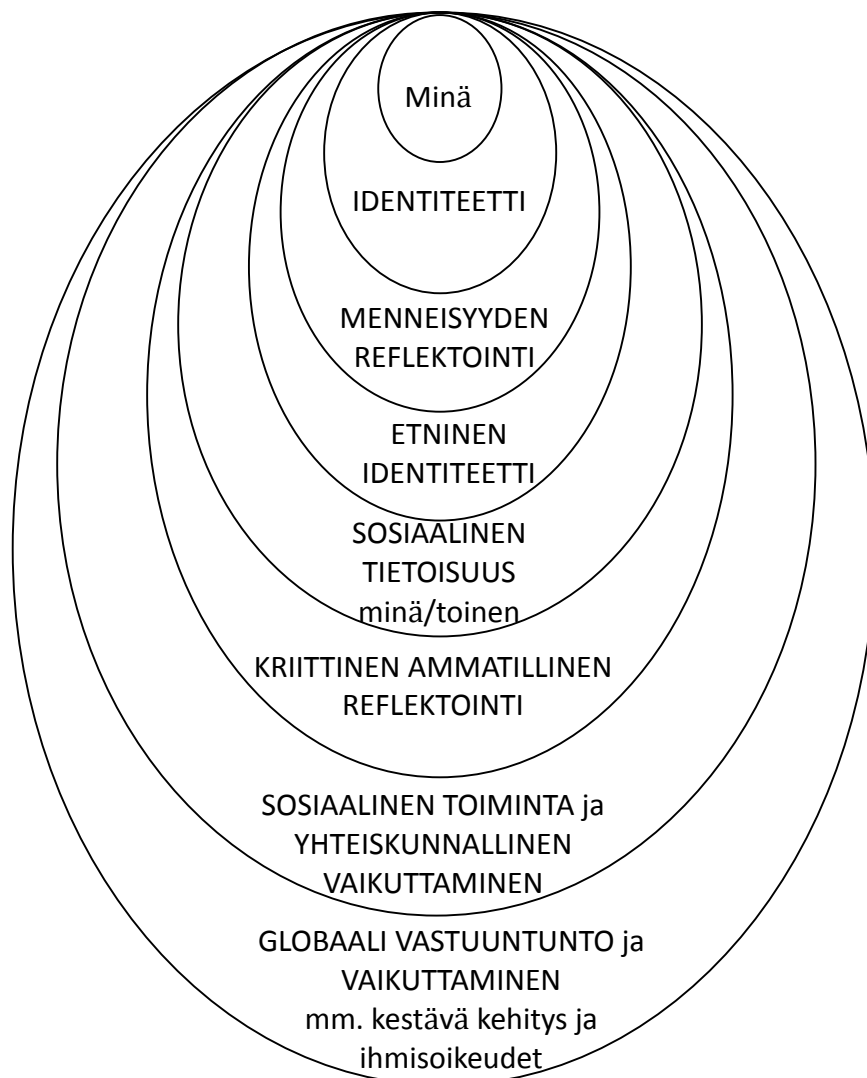 Minä
IDENTITEETTI
MENNEISYYDEN
REFLEKTOINTI
ETNINEN
IDENTITEETTI
SOSIAALINEN
TIETOISUUS
minä/toinen
KRIITTINEN AMMATILLINEN
REFLEKTOINTI
SOSIAALINEN TOIMINTA ja
YHTEISKUNNALLINEN
VAIKUTTAMINEN
GLOBAALI VASTUUNTUNTO ja
VAIKUTTAMINEN
mm. kestävä kehitys ja
ihmisoikeudet